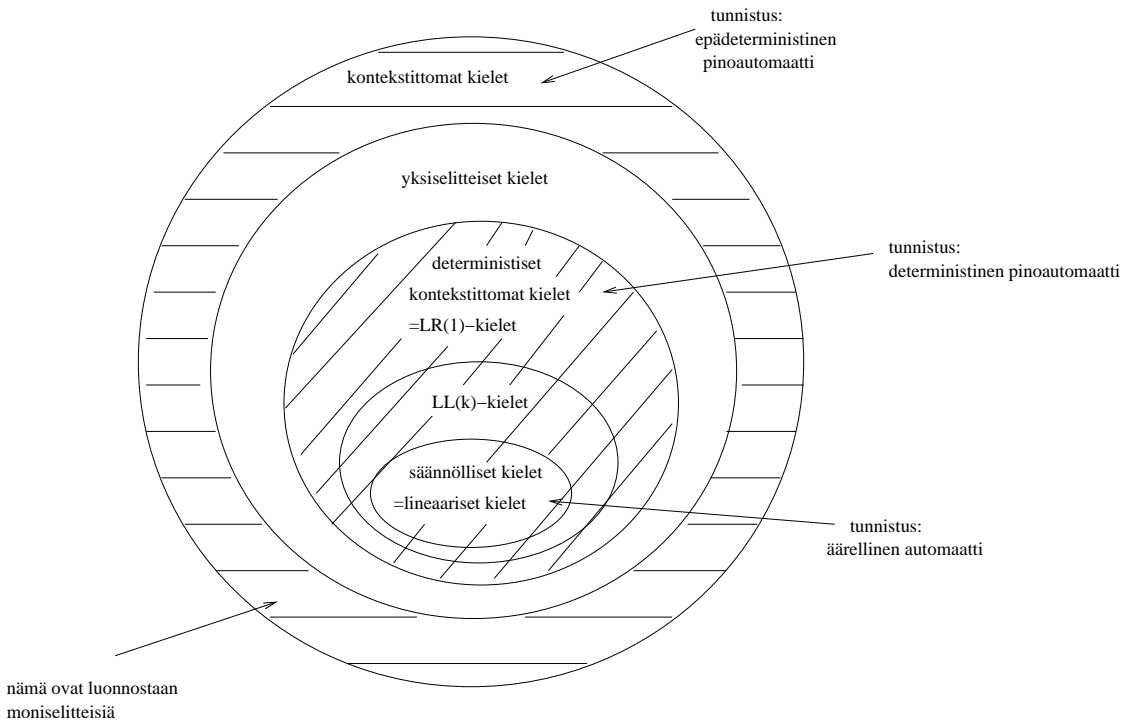 tunnistus:
epädeterministinen
pinoautomaatti
kontekstittomat kielet
yksiselitteiset kielet
tunnistus:
deterministinen pinoautomaatti
deterministiset
kontekstittomat kielet
=LR(1)−kielet
LL(k)−kielet
säännölliset kielet
=lineaariset kielet
tunnistus:
äärellinen automaatti
nämä ovat luonnostaan
moniselitteisiä